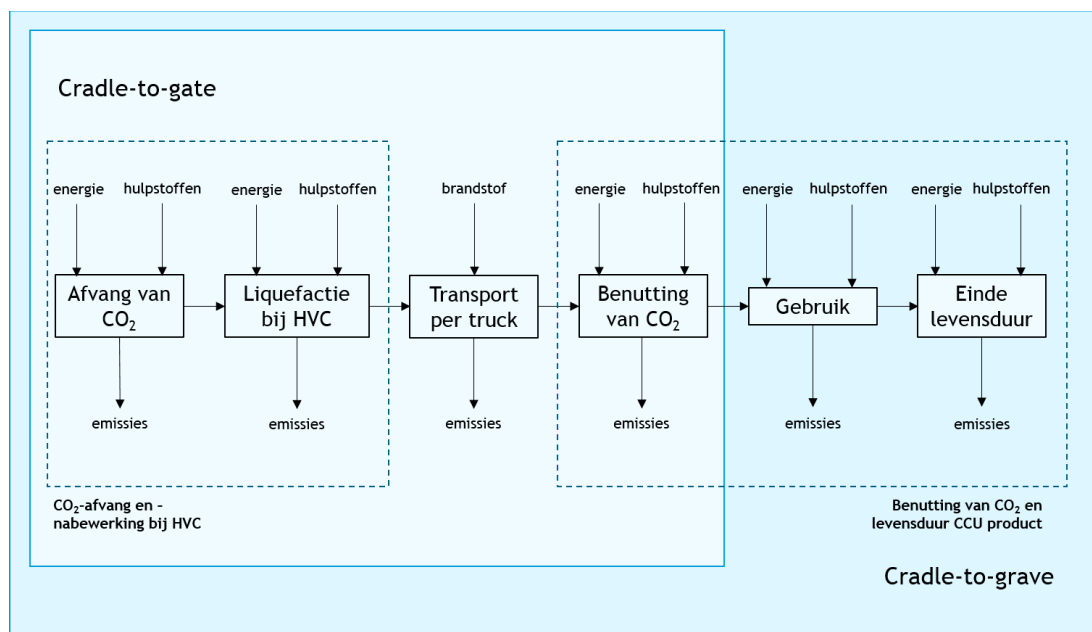 Cradle-to-gate
energie hulpstoffen energie hulpstoffen brandstof energie hulpstoffen energie hulpstoffen energie hulpstoffen
Afvang van
CO₂
Liquefactie
bij HVC
Transport
per truck
Benutting
van CO₂
Gebruik
Einde
levensduur
emissies emissies emissies emissies emissies emissies
CO₂-afvang en –
nabewerking bij HVC
Benutting van CO₂ en
levensduur CCU product
Cradle-to-grave